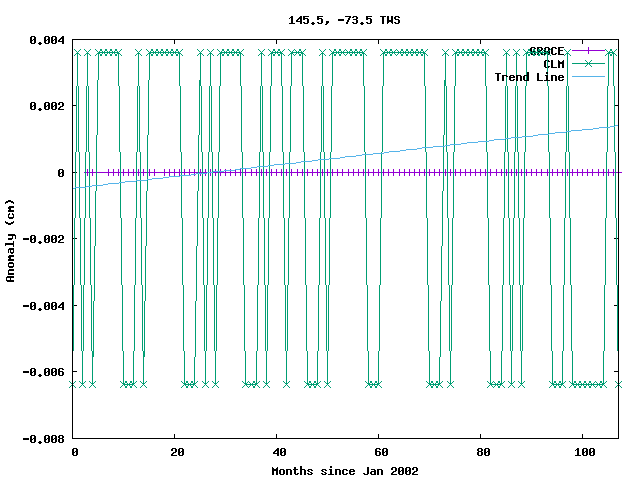 145.5, -73.5 TWS
0.004
0.002
0
-0.002
-0.004
-0.006
-0.008
Anomaly (cm)
GRACE
CLM
Trend Line
0 20 40 60 80 100
Months since Jan 2002